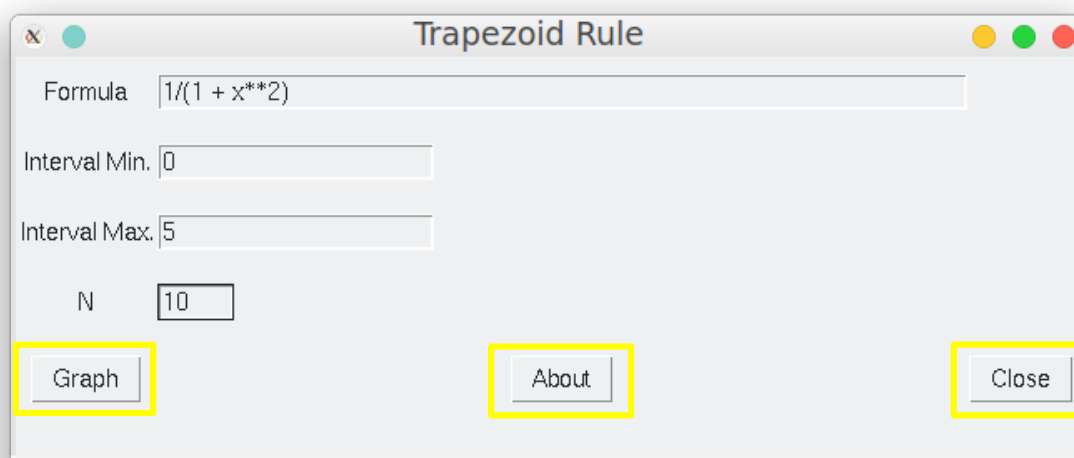 Trapezoid Rule
Formula 1/(1 + x**2)
Interval Min. 0
Interval Max. 5
N 10
Graph About Close